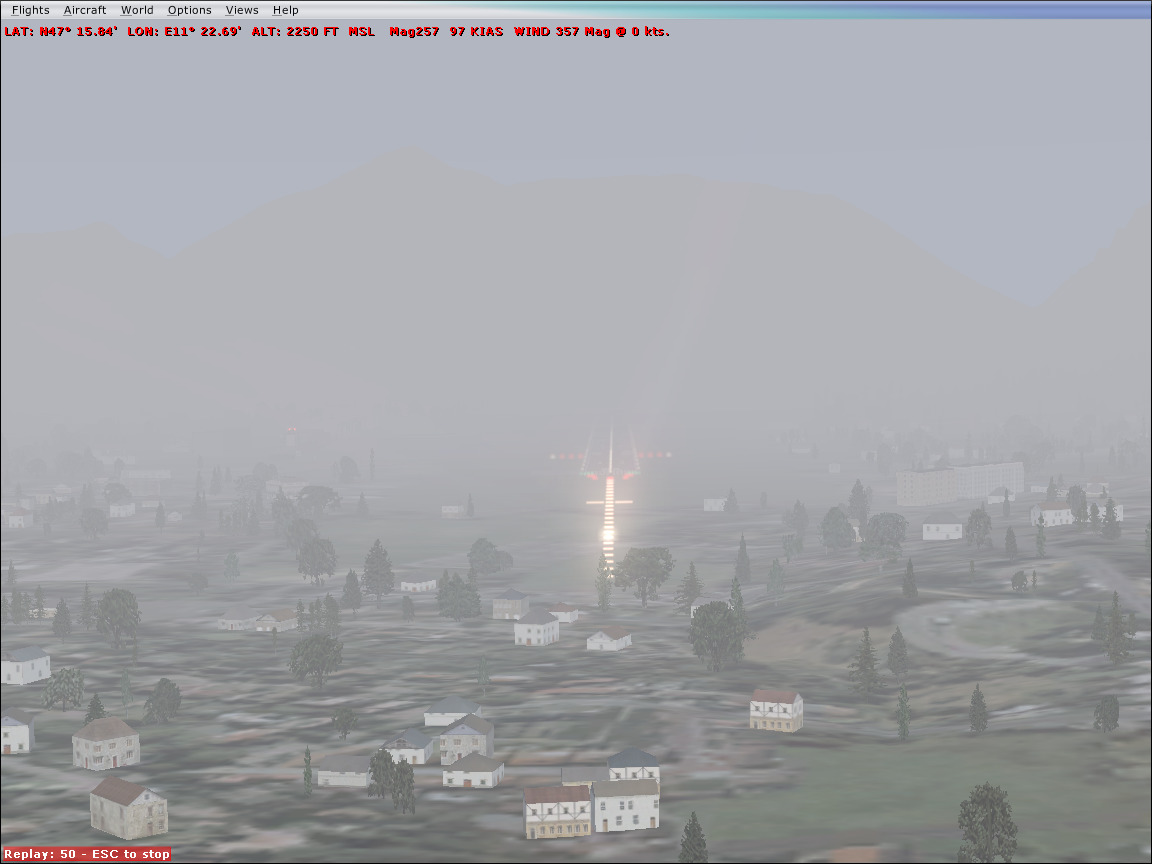 Flights Aircraft World Options Views Help
LAT: N47° 15.84' LON: E11° 22.69' ALT: 2250 FT MSL Mag257 97 KIAS WIND 357 Mag @ 0 kts.
Replay: 50 - ESC to stop